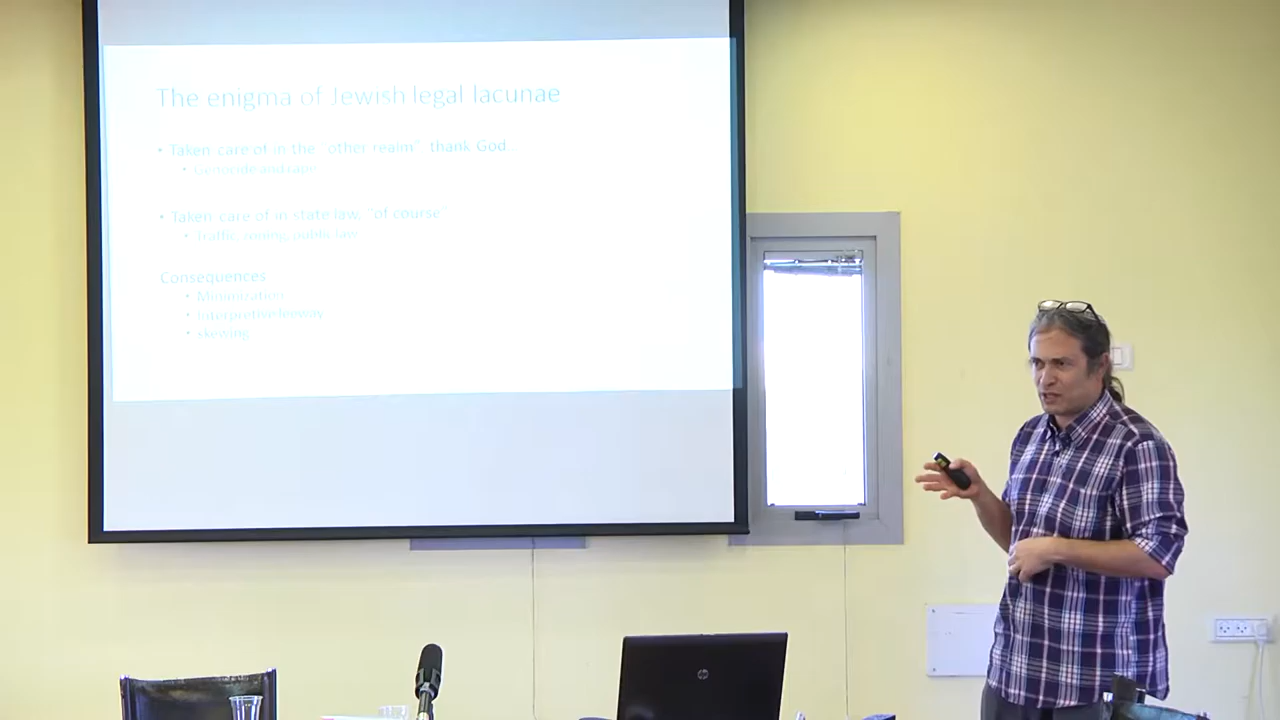 The enigma of Jewish legal lacunae
• Taken care of in the "other realm" thank God...
• Genocide and rape
• Taken care of in state law, "of course"
• Traffic, zoning, public law...
Consequences
• Minimization
• Interpretive leeway
• skewing
hp